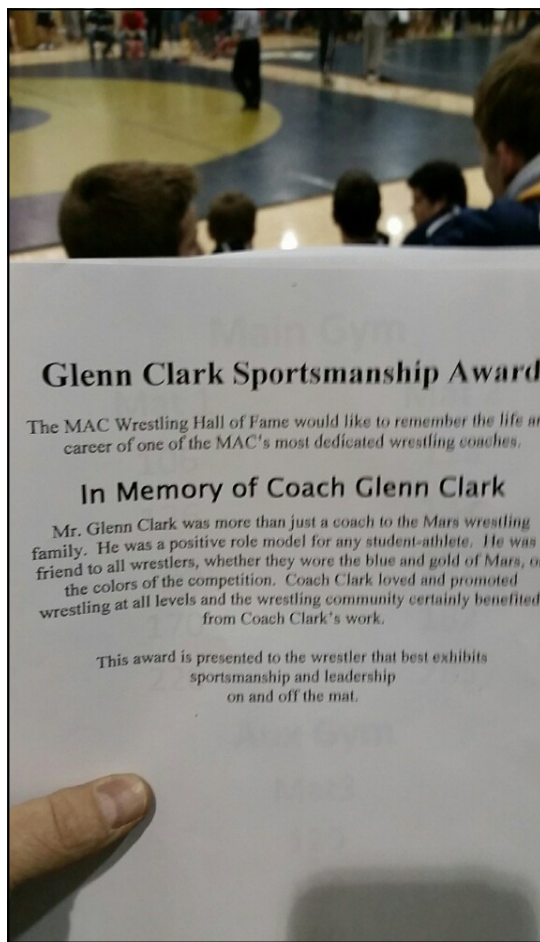 Glenn Clark Sportsmanship Award
The MAC Wrestling Hall of Fame would like to remember the life
career of one of the MAC's most dedicated wrestling coaches.
In Memory of Coach Glenn Clark
Mr. Glenn Clark was more than just a coach to the Mars wrestling
family. He was a positive role model for any student-athlete. He was
friend to all wrestlers, whether they wore the blue and gold of Mars,
the colors of the competition. Coach Clark loved and promoted
wrestling at all levels and the wrestling community certainly benefited
from Coach Clark's work.
This award is presented to the wrestler that best exhibits
sportsmanship and leadership
on and off the mat.
Main Gym
Aux Gym